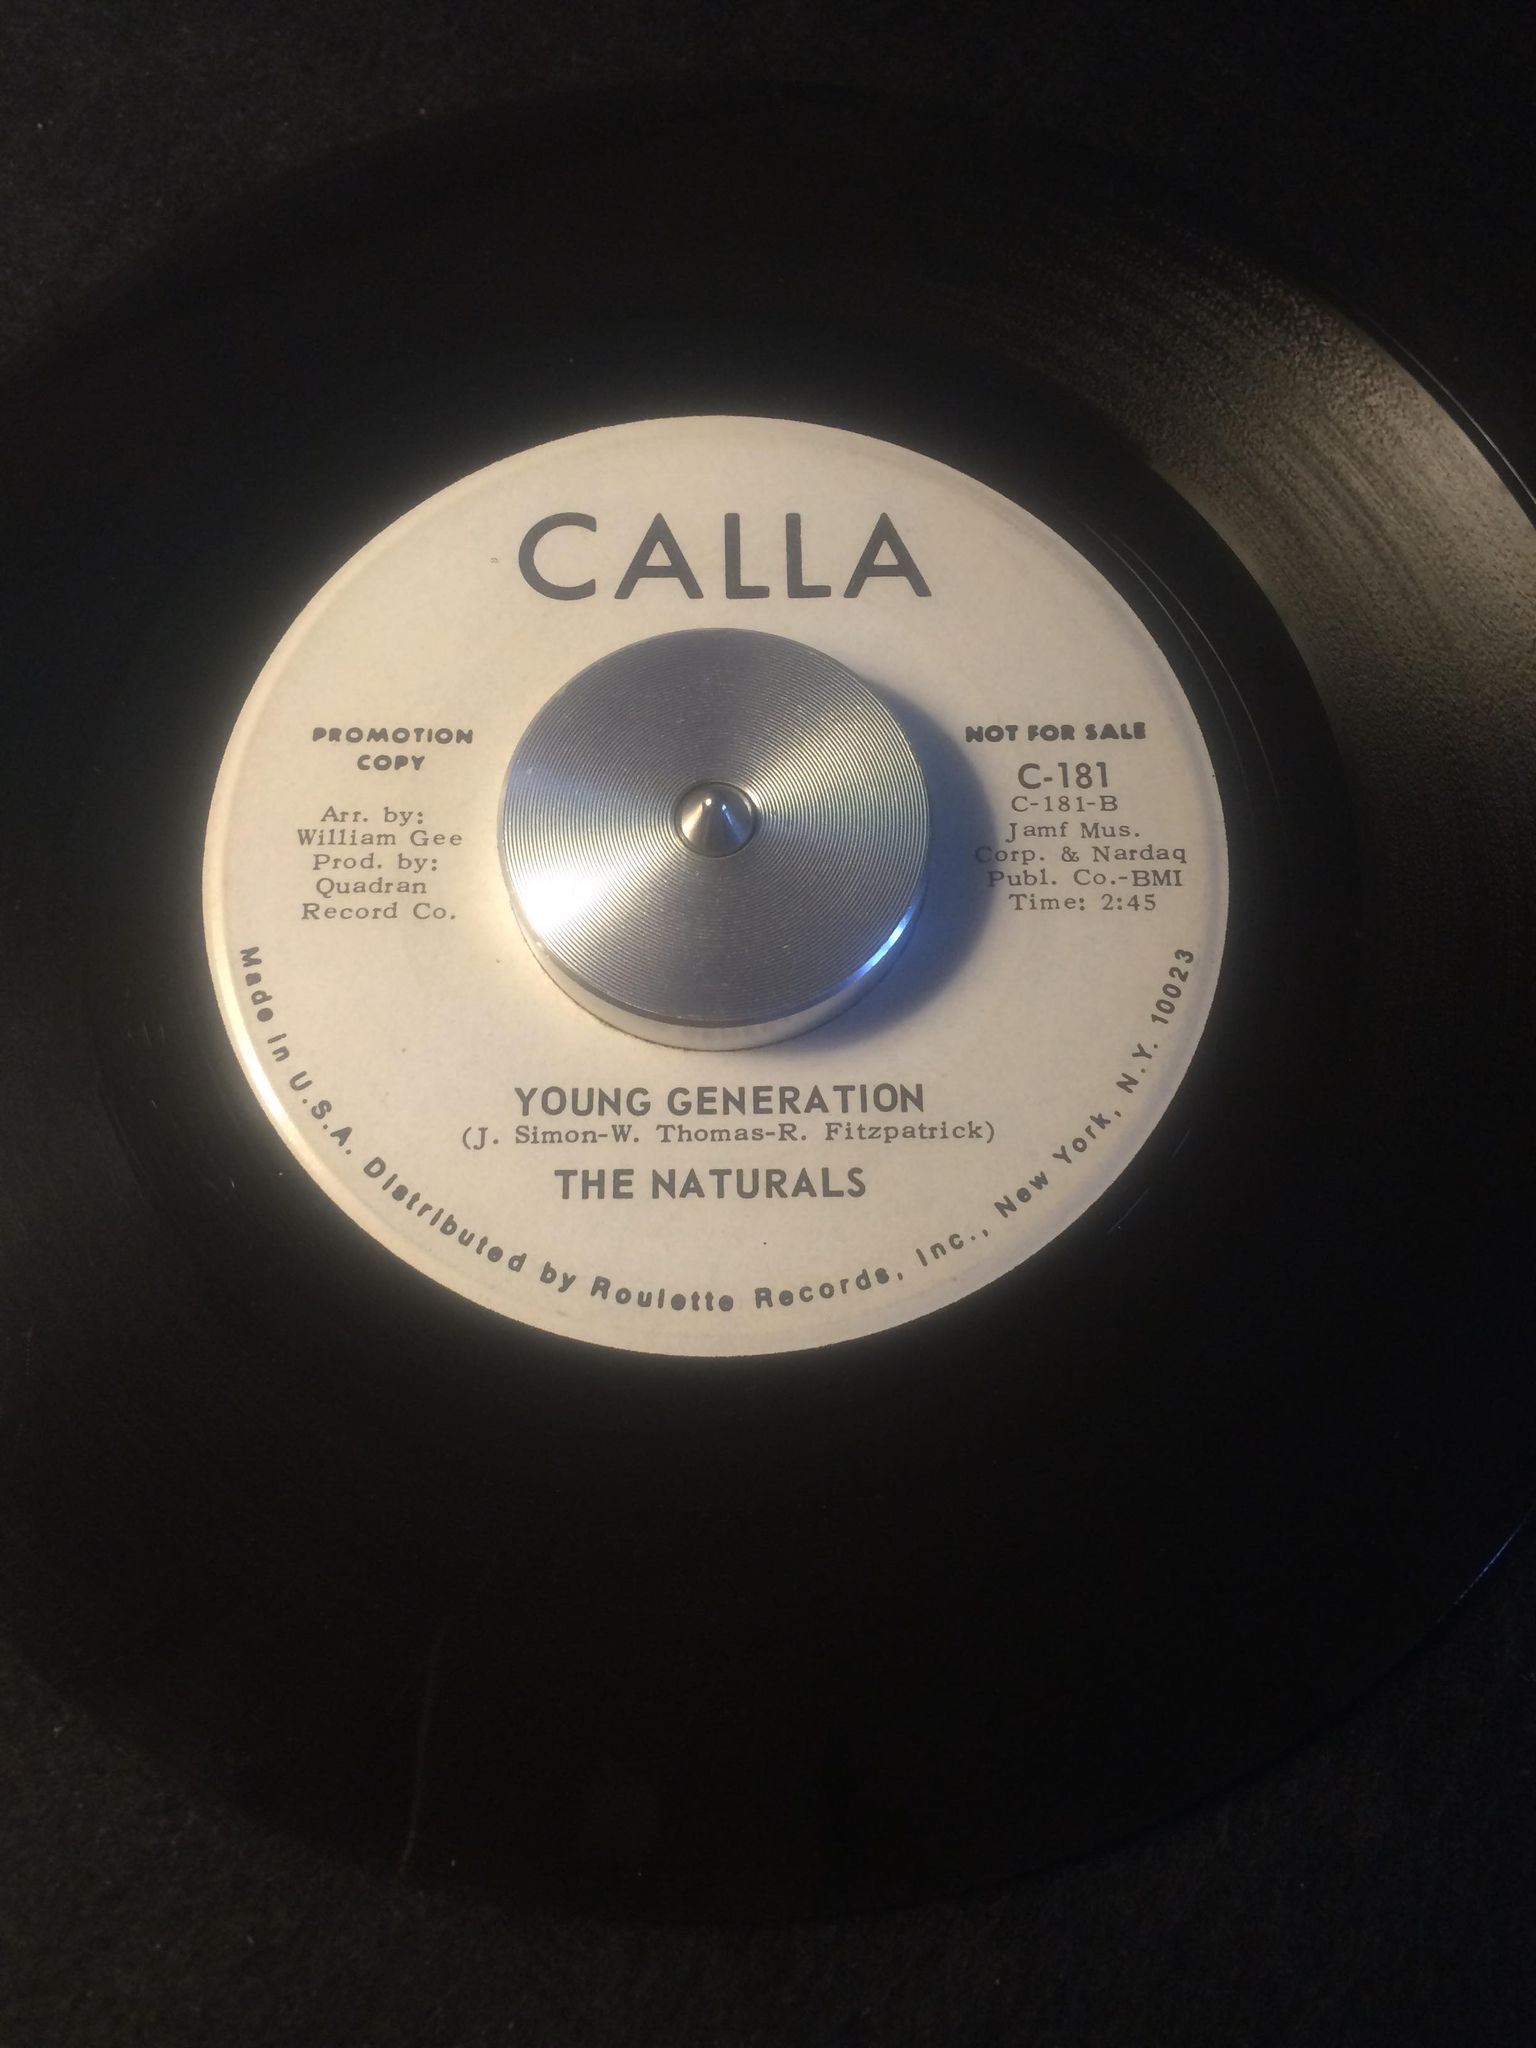 CALLA
PROMOTION
COPY
Arr. by:
William Gee
Prod. by:
Quadran
Record Co.
NOT FOR SALE
C-181
C-181-B
Jamf Mus.
Corp. & Nardaq
Publ. Co.-BMI
Time: 2:45
YOUNG GENERATION
(J. Simon-W. Thomas-R. Fitzpatrick)
THE NATURALS
Made in U.S.A. Distributed by Roulette Records, Inc., New York, N.Y. 10023